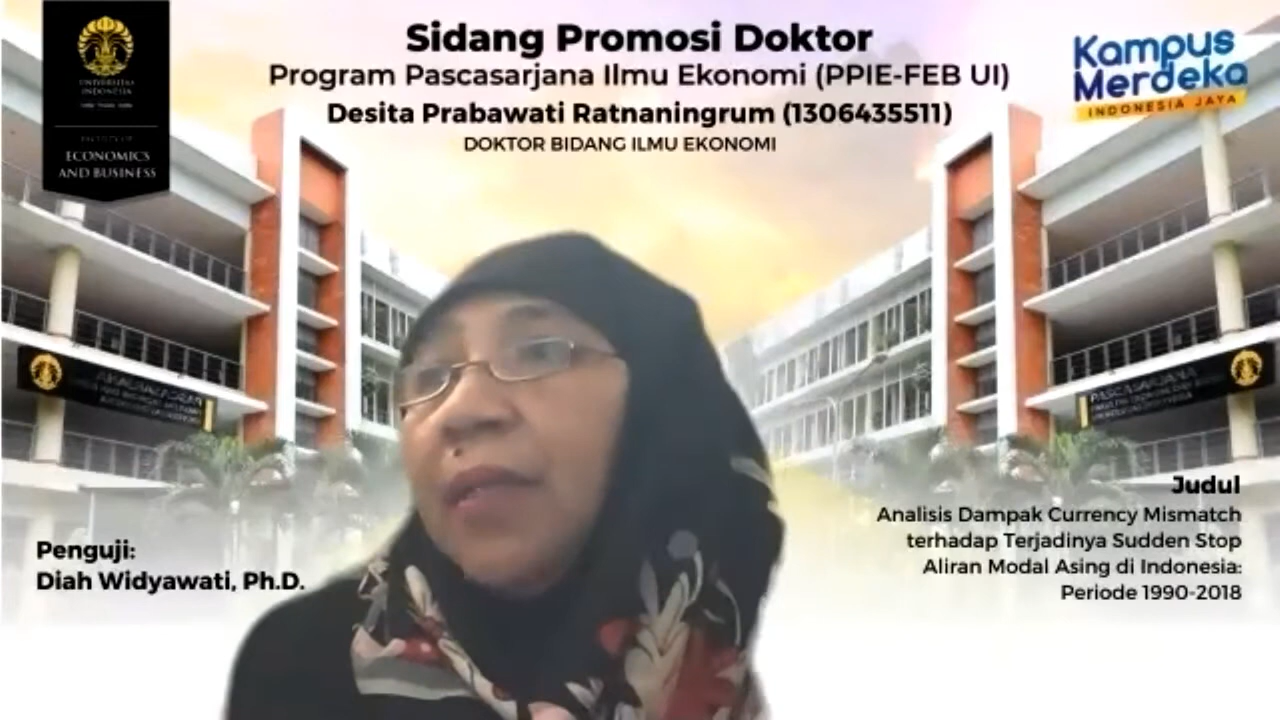 UNIVERSITAS
INDONESIA
ECONOMICS
AND BUSINESS
Sidang Promosi Doktor
Program Pascasarjana Ilmu Ekonomi (PPIE-FEB UI)
Desita Prabawati Ratnaningrum (1306435511)
DOKTOR BIDANG ILMU EKONOMI
Kampus
Merdeka
INDONESIA JAYA
PASCASARJANA
Penguji:
Diah Widyawati, Ph.D.
Judul
Analisis Dampak Currency Mismatch
terhadap Terjadinya Sudden Stop
Aliran Modal Asing di Indonesia:
Periode 1990-2018